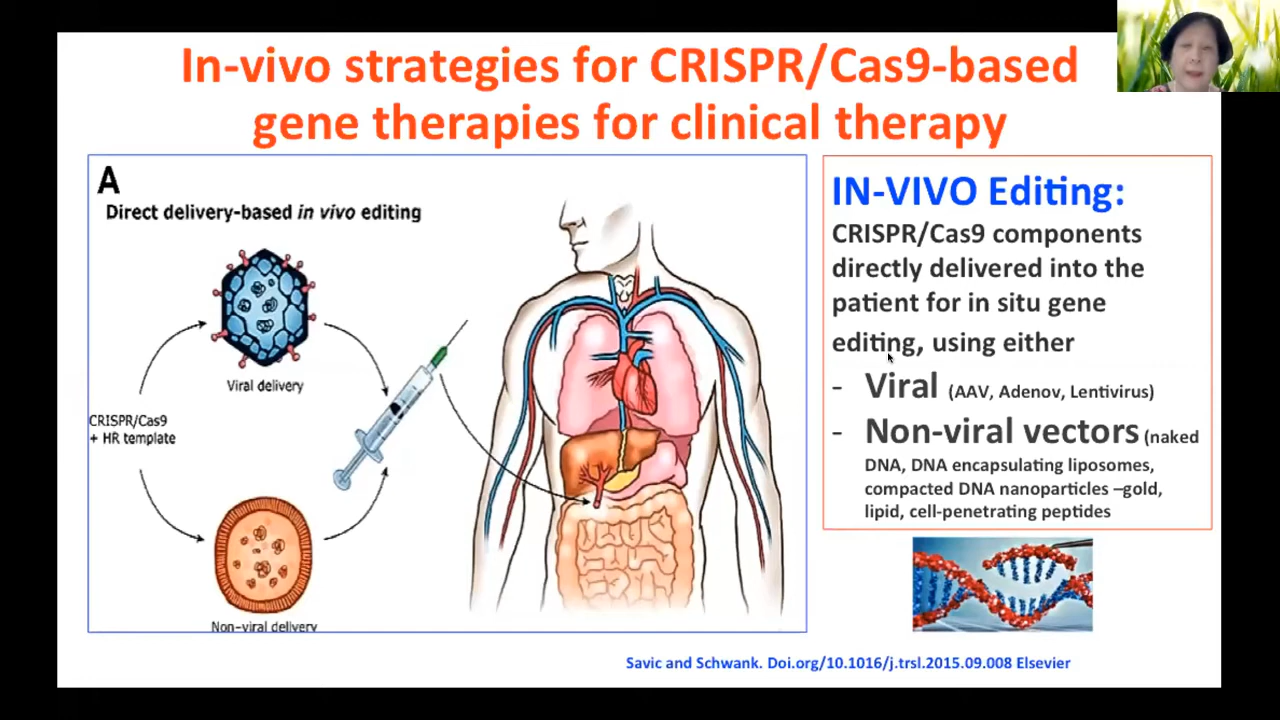 In-vivo strategies for CRISPR/Cas9-based
gene therapies for clinical therapy
A
Direct delivery-based in vivo editing
Viral delivery
CRISPR/Cas9
+ HR template
Non-viral delivery
IN-VIVO Editing:
CRISPR/Cas9 components
directly delivered into the
patient for in situ gene
editing, using either
- Viral (AAV, Adenov, Lentivirus)
- Non-viral vectors (naked
DNA, DNA encapsulating liposomes,
compacted DNA nanoparticles –gold,
lipid, cell-penetrating peptides
Savic and Schwank. Doi.org/10.1016/j.trsl.2015.09.008 Elsevier